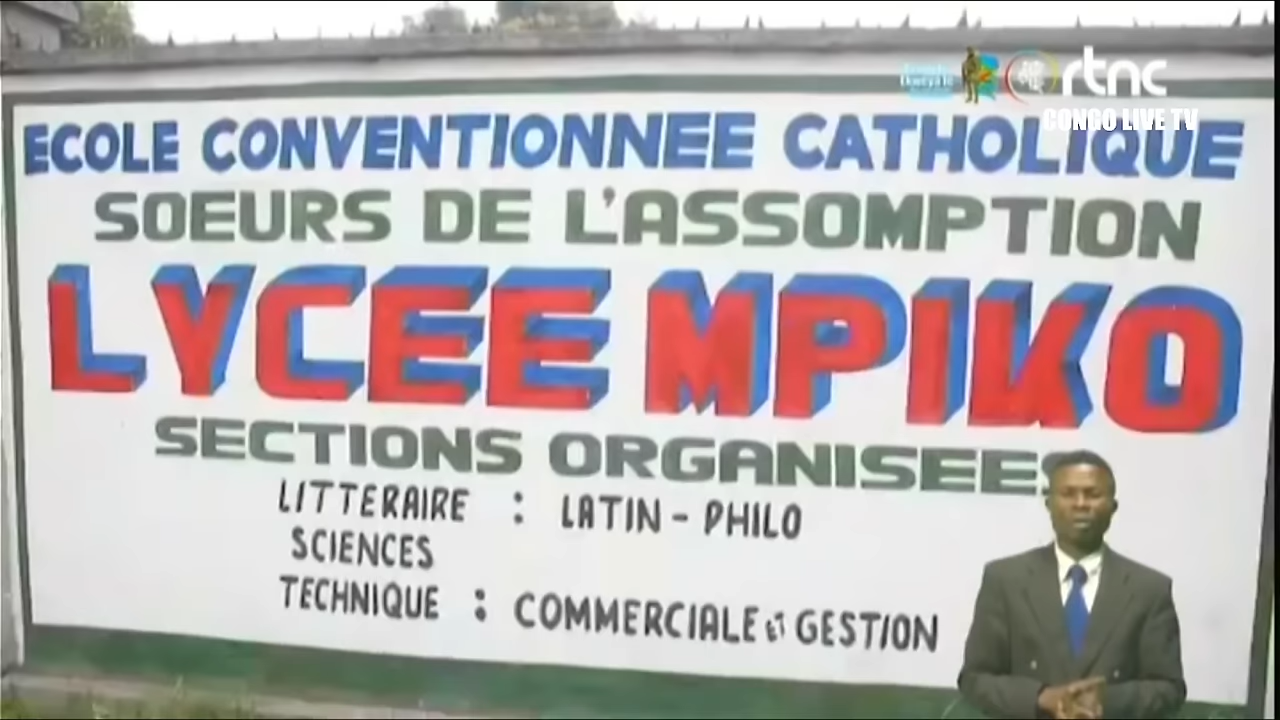 rtnc
CONGO LIVE TV
ECOLE CONVENTIONNEE CATHOLIQUE
SOEURS DE L'ASSOMPTION
LYCEE MPIKO
SECTIONS ORGANISEES
LITTERAIRE : LATIN - PHILO
SCIENCES
TECHNIQUE : COMMERCIALE ET GESTION